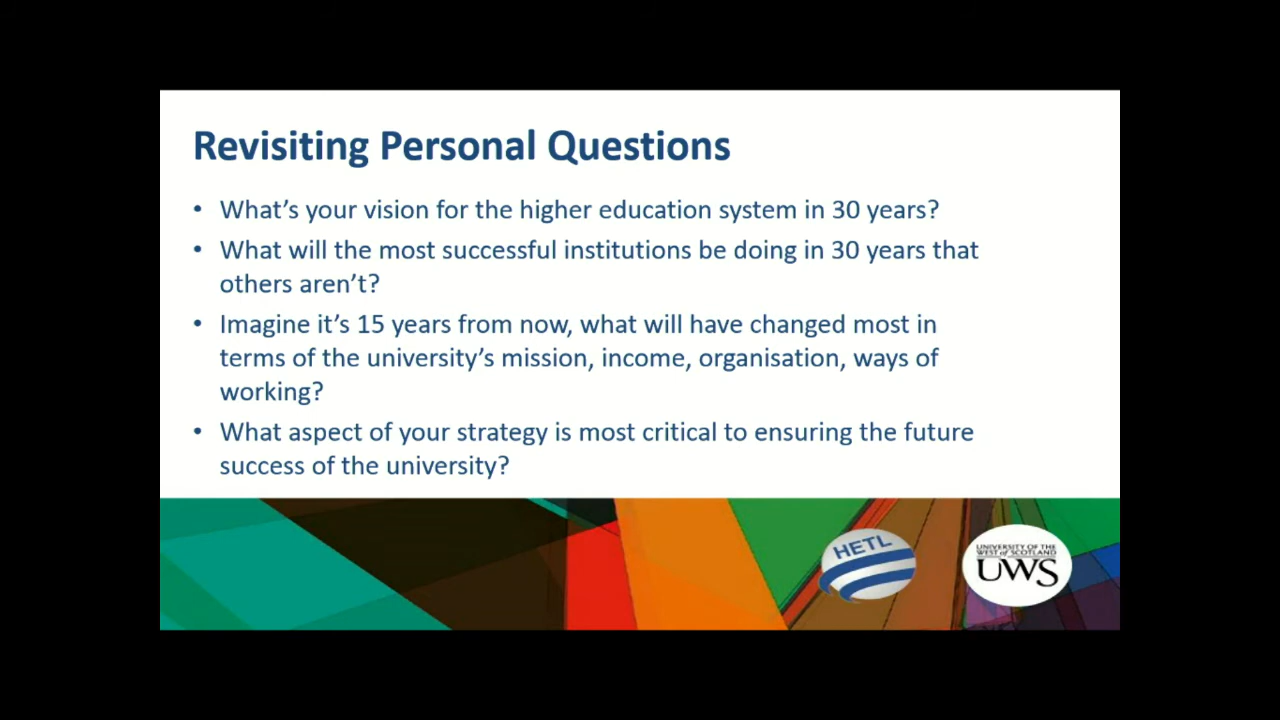 Revisiting Personal Questions
• What’s your vision for the higher education system in 30 years?
• What will the most successful institutions be doing in 30 years that
others aren’t?
• Imagine it’s 15 years from now, what will have changed most in
terms of the university’s mission, income, organisation, ways of
working?
• What aspect of your strategy is most critical to ensuring the future
success of the university?
HETL
UNIVERSITY OF THE
WEST of SCOTLAND
UWS